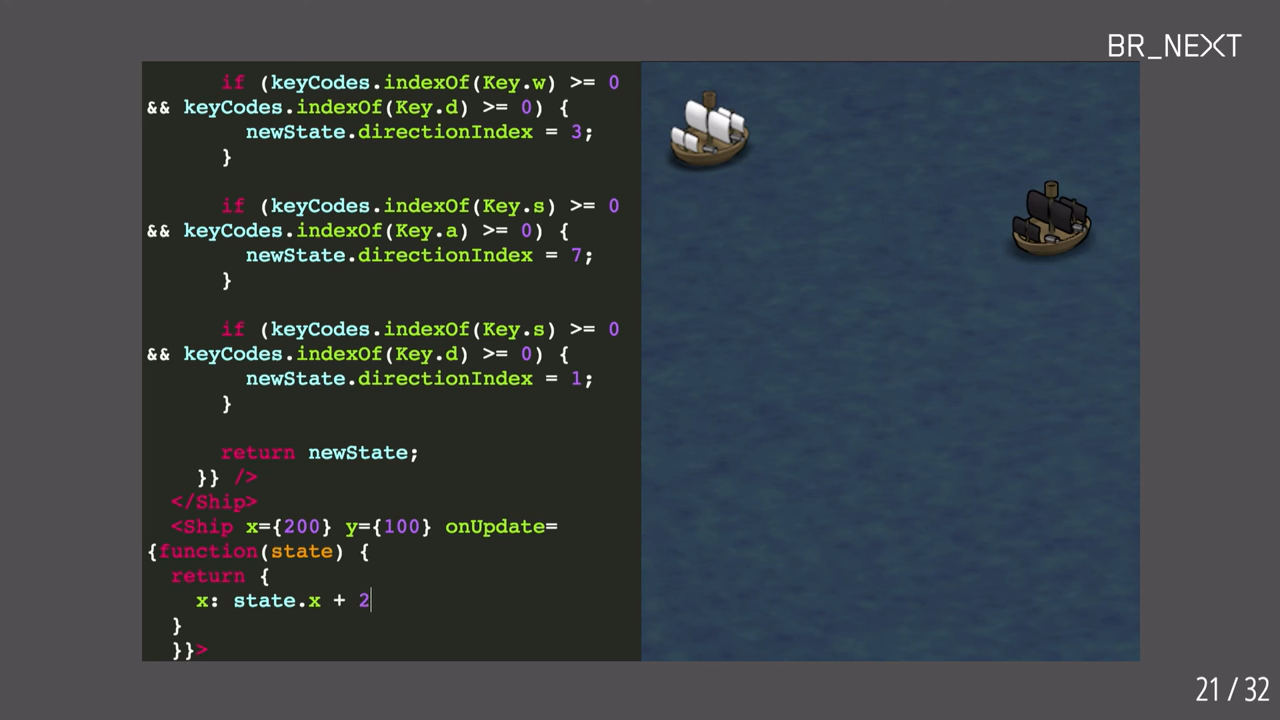 BR_NEXT
if (keyCodes.indexOf(Key.w) >= 0
&& keyCodes.indexOf(Key.d) >= 0) {
newState.directionIndex = 3;
}
if (keyCodes.indexOf(Key.s) >= 0
&& keyCodes.indexOf(Key.a) >= 0) {
newState.directionIndex = 7;
}
if (keyCodes.indexOf(Key.s) >= 0
&& keyCodes.indexOf(Key.d) >= 0) {
newState.directionIndex = 1;
}
return newState;
}} />
</Ship>
<Ship x={200} y={100} onUpdate=
{function(state) {
return {
x: state.x + 2
}
}}>
21 / 32